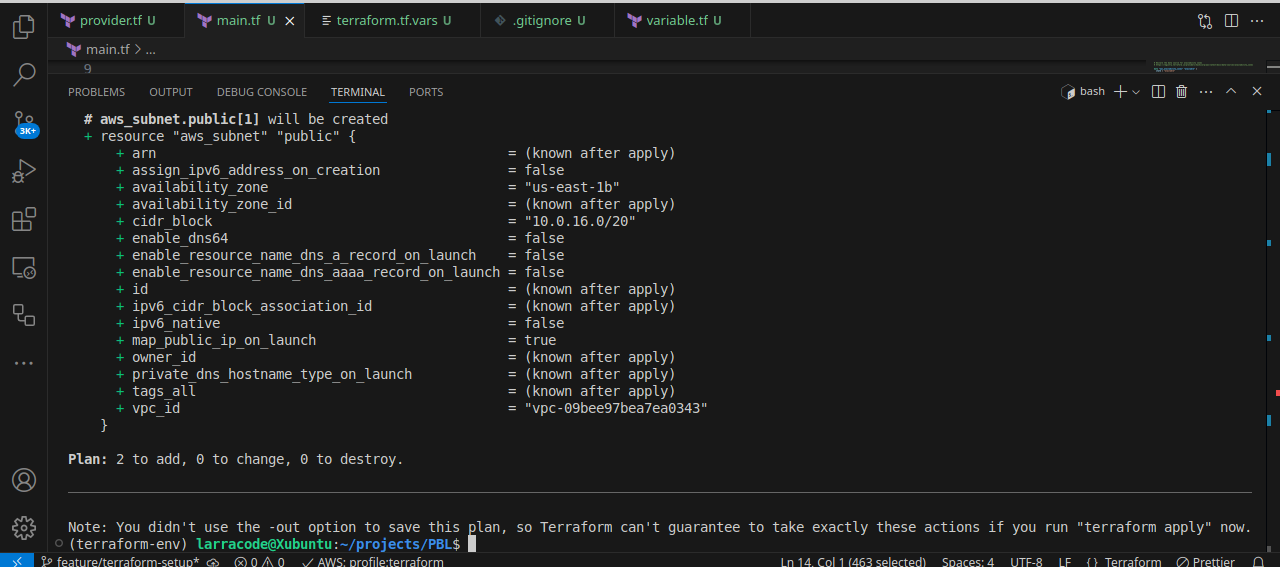 provider.tf U
main.tf U
terraform.tf.vars U
.gitignore U
variable.tf U
main.tf > ...
9
PROBLEMS OUTPUT DEBUG CONSOLE TERMINAL PORTS
bash
# aws_subnet.public[1] will be created
+ resource "aws_subnet" "public" {
+ arn = (known after apply)
+ assign_ipv6_address_on_creation = false
+ availability_zone = "us-east-1b"
+ availability_zone_id = (known after apply)
+ cidr_block = "10.0.16.0/20"
+ enable_dns64 = false
+ enable_resource_name_dns_a_record_on_launch = false
+ enable_resource_name_dns_aaaa_record_on_launch = false
+ id = (known after apply)
+ ipv6_cidr_block_association_id = (known after apply)
+ ipv6_native = false
+ map_public_ip_on_launch = true
+ owner_id = (known after apply)
+ private_dns_hostname_type_on_launch = (known after apply)
+ tags_all = (known after apply)
+ vpc_id = "vpc-09bee97bea7ea0343"
}
Plan: 2 to add, 0 to change, 0 to destroy.
Note: You didn't use the -out option to save this plan, so Terraform can't guarantee to take exactly these actions if you run "terraform apply" now.
(terraform-env) larracode@Xubuntu:~/projects/PBL$
3K+
feature/terraform-setup* 0 0 AWS: profile:terraform Ln 14, Col 1 (463 selected) Spaces: 4 UTF-8 LF {} Terraform Prettier